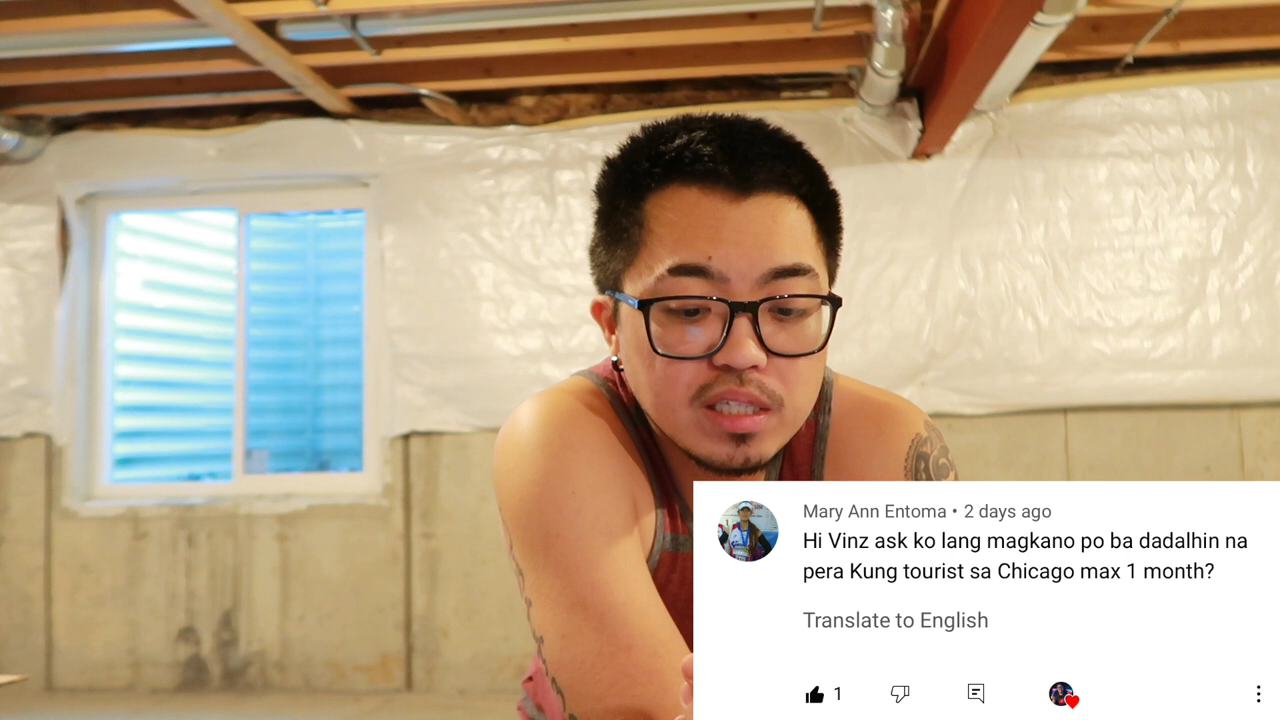 Mary Ann Entoma • 2 days ago
Hi Vinz ask ko lang magkano po ba dadalhin na
pera Kung tourist sa Chicago max 1 month?
Translate to English
1